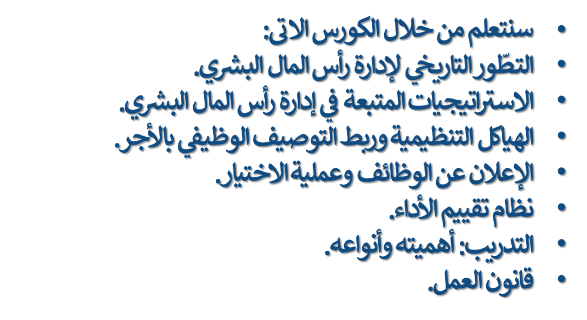 • سنتعلم من خلال الكورس الاتى:
• التطّور التاريخي لإدارة رأس المال البشري.
• الاستراتيجيات المتبعة في إدارة رأس المال البشري.
• الهياكل التنظيمية وربط التوصيف الوظيفي بالأجر.
• الإعلان عن الوظائف وعملية الاختيار.
• نظام تقييم الأداء.
• التدريب: أهميته وأنواعه.
• قانون العمل.